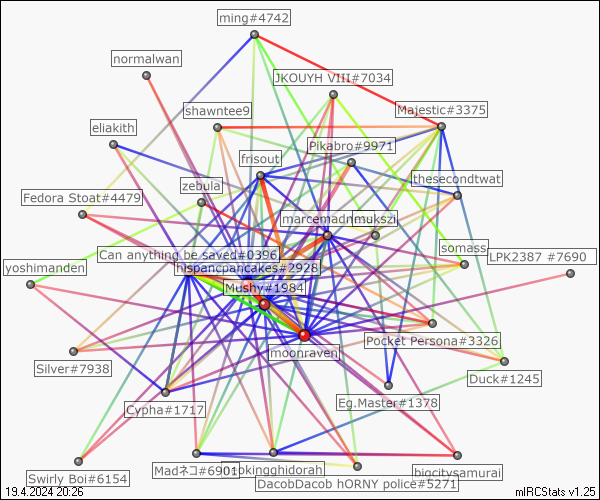 ming#4742
normalwan
JKOUYH VIII#7034
shawntee9
Majestic#3375
eliakith
Pikabro#9971
frisout
thesecondtwat
zebula
Fedora Stoat#4479
mukszi
somass
Can anything be saved#0396
LPK2387 #7690
yoshimanden
hispancpancakes#2928
Mushy#1984
Pocket Persona#3326
moonraven
Silver#7938
Duck#1245
Eg.Master#1378
Cypha#1717
Madネコ#6901
bigcitysamurai
Swirly Boi#6154
DacobDacob hORNY police#5271
19.4.2024 20:26
mIRCStats v1.25